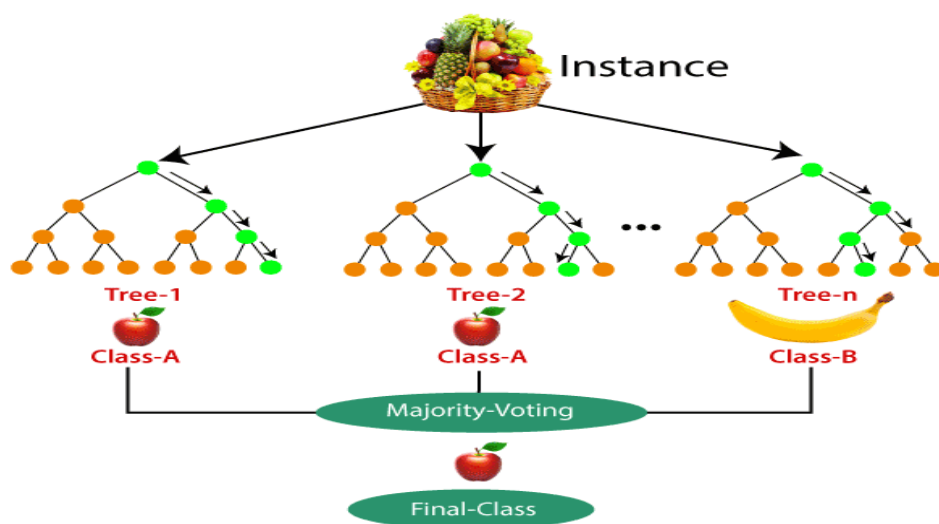 Instance
...
Tree-1
Tree-2
Tree-n
Class-A
Class-A
Class-B
Majority-Voting
Final-Class